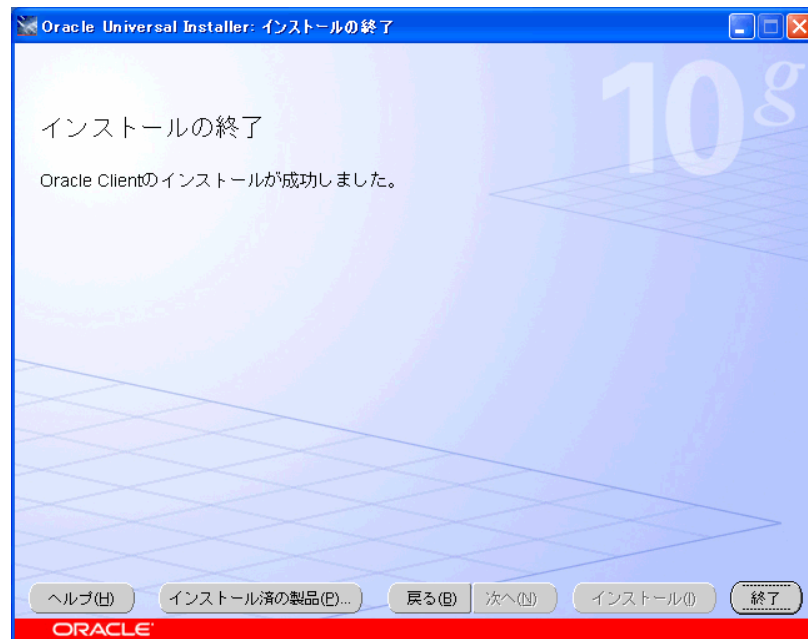 Oracle Universal Installer: インストールの終了
10g
インストールの終了
Oracle Clientのインストールが成功しました。
ヘルプ(H) インストール済の製品(P)... 戻る(B) 次へ(N) インストール(I) 終了
ORACLE